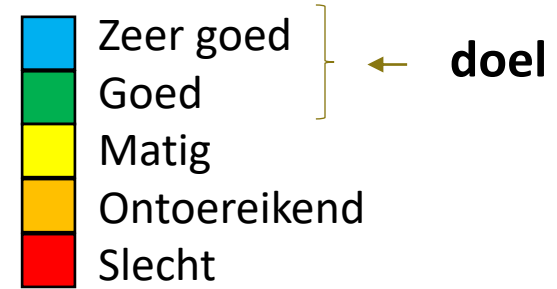 Zeer goed
doel
Goed
Matig
Ontoereikend
Slecht